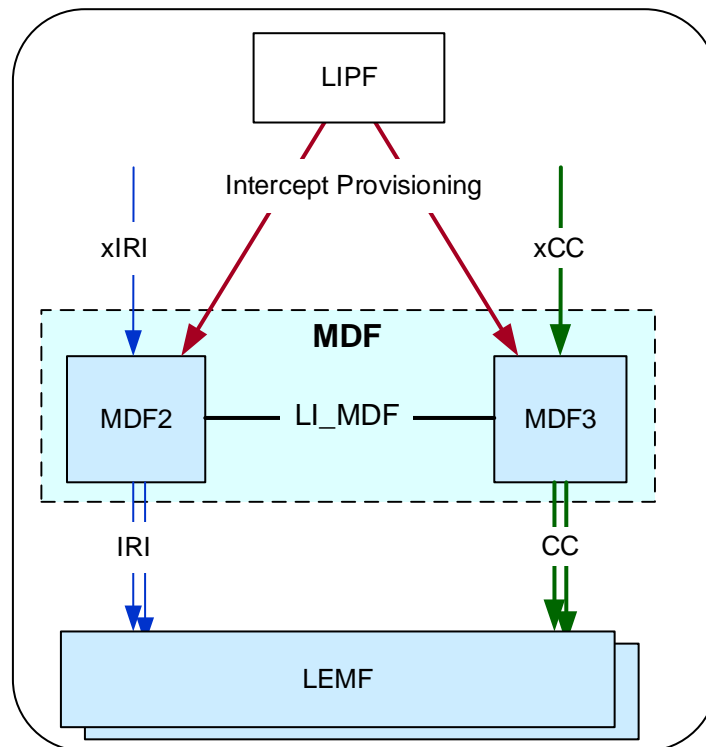 LIPF
Intercept Provisioning
xIRI
xCC
MDF
MDF2
LI_MDF
MDF3
IRI
CC
LEMF